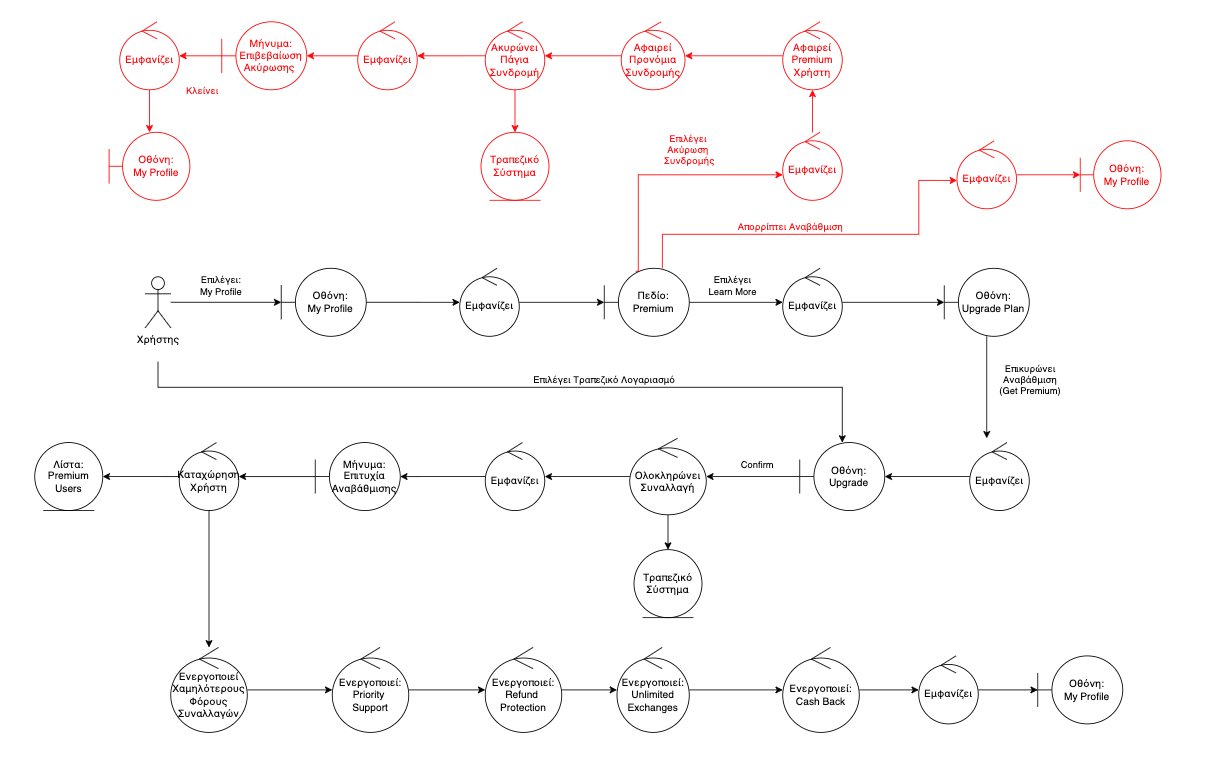 Εμφανίζει
Μήνυμα:
Επιβεβαίωση
Ακύρωσης
Εμφανίζει
Ακυρώνει
Πάγια
Συνδρομή
Αφαιρεί
Προνόμια
Συνδρομής
Αφαιρεί
Premium
Χρήστη
Κλείνει
Οθόνη:
My Profile
Τραπεζικό
Σύστημα
Επιλέγει
Ακύρωση
Συνδρομής
Εμφανίζει
Εμφανίζει
Οθόνη:
My Profile
Απορρίπτει Αναβάθμιση
Χρήστης
Επιλέγει:
My Profile
Οθόνη:
My Profile
Εμφανίζει
Πεδίο:
Premium
Επιλέγει
Learn More
Εμφανίζει
Οθόνη:
Upgrade Plan
Επιλέγει Τραπεζικό Λογαριασμό
Επικυρώνει
Αναβάθμιση
(Get Premium)
Λίστα:
Premium
Users
Καταχώρηση
Χρήστη
Μήνυμα:
Επιτυχία
Αναβάθμισης
Εμφανίζει
Ολοκληρώνει
Συναλλαγή
Confirm
Οθόνη:
Upgrade
Εμφανίζει
Τραπεζικό
Σύστημα
Ενεργοποιεί
Χαμηλότερους
Φόρους
Συναλλαγών
Ενεργοποιεί:
Priority
Support
Ενεργοποιεί:
Refund
Protection
Ενεργοποιεί:
Unlimited
Exchanges
Ενεργοποιεί:
Cash Back
Εμφανίζει
Οθόνη:
My Profile